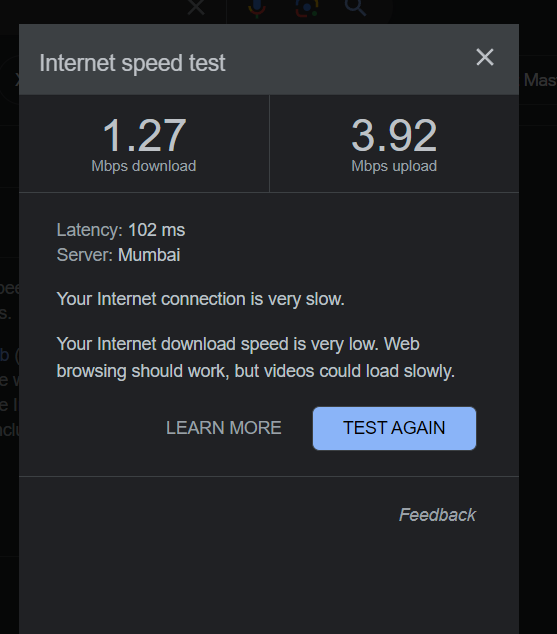 Internet speed test
1.27
Mbps download
3.92
Mbps upload
Mas
Latency: 102 ms
Server: Mumbai
Your Internet connection is very slow.
Your Internet download speed is very low. Web
browsing should work, but videos could load slowly.
LEARN MORE
TEST AGAIN
Feedback